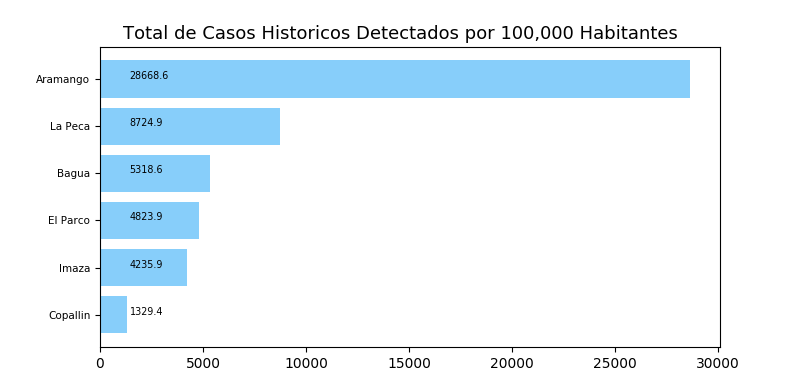 Total de Casos Historicos Detectados por 100,000 Habitantes
Aramango 28668.6
La Peca 8724.9
Bagua 5318.6
El Parco 4823.9
Imaza 4235.9
Copallin 1329.4
0 5000 10000 15000 20000 25000 30000